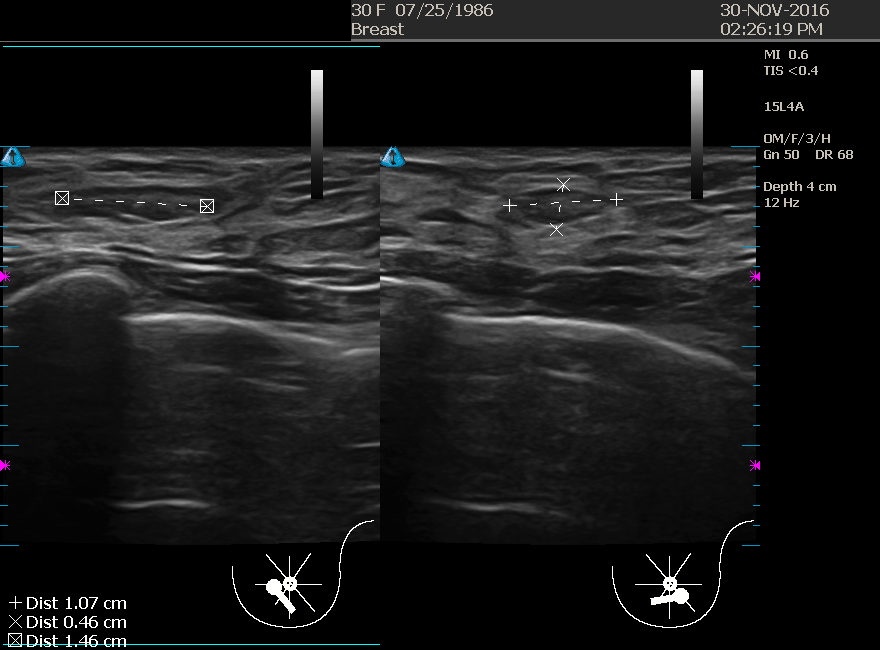 30 F 07/25/1986
30-NOV-2016
Breast
02:26:19 PM
MI 0.6
TIS <0.4
15L4A
OM/F/3/H
Gn 50 DR 68
Depth 4 cm
12 Hz
Dist 1.07 cm
Dist 0.46 cm
Dist 1.46 cm